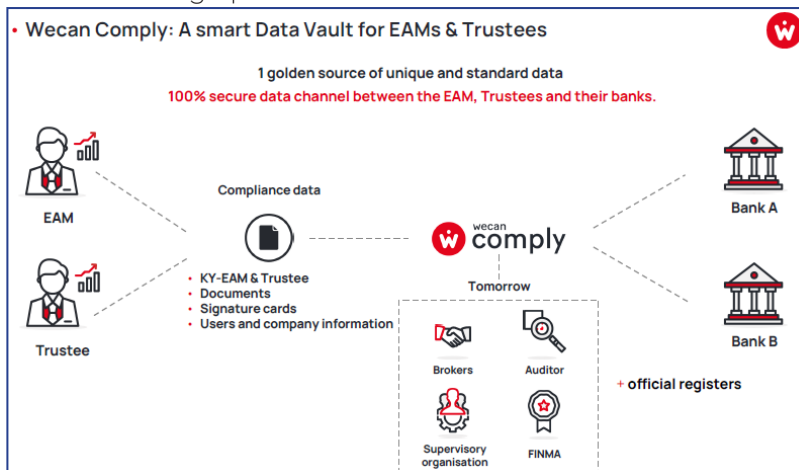 • Wecan Comply: A smart Data Vault for EAMs & Trustees
1 golden source of unique and standard data
100% secure data channel between the EAM, Trustees and their banks.
EAM
Trustee
Compliance data
• KY-EAM & Trustee
• Documents
• Signature cards
• Users and company information
wecan
comply
Tomorrow
Brokers
Auditor
Supervisory
organisation
FINMA
Bank A
Bank B
+ official registers